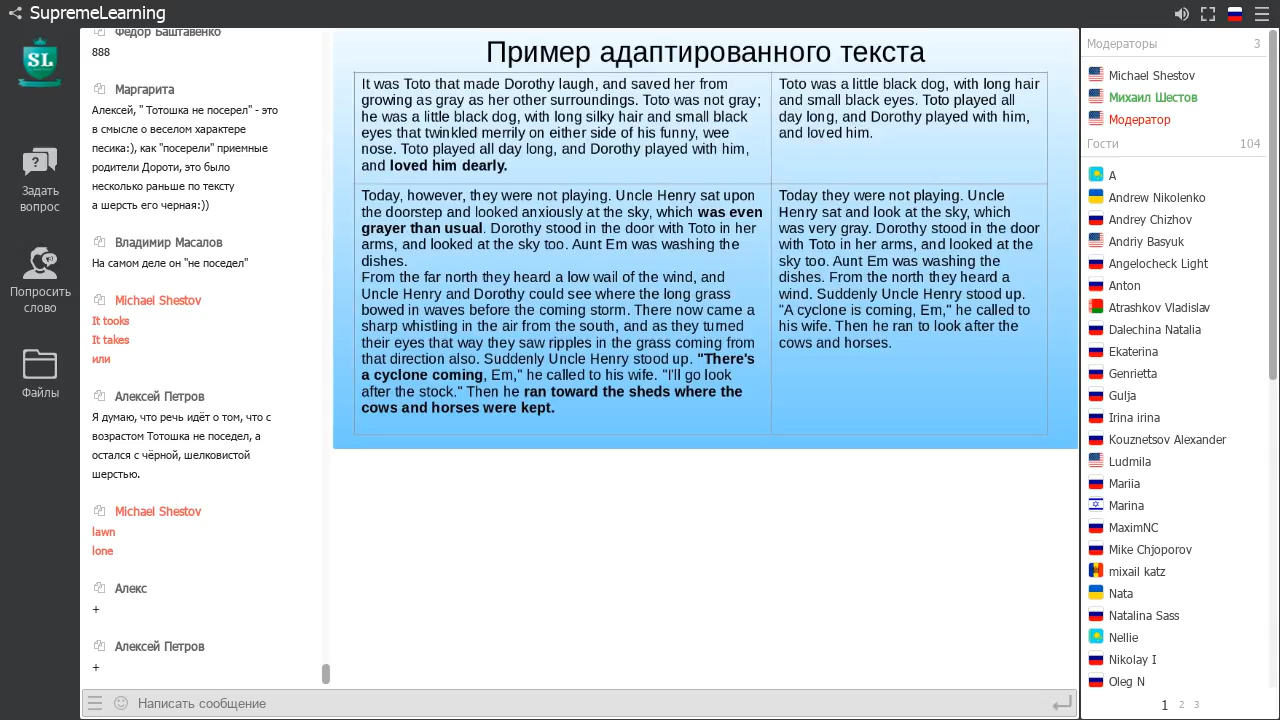 SupremeLearning
SL
Задать
вопрос
Попросить
слово
Файлы
Федор Баштавенко
888
Маргарита
Алексей, " Тотошка не посерел" - это
в смысле о веселом характере
песика:), как "посерели" приемные
родители Дороти, это было
несколько раньше по тексту
а шерсть его черная:))
Владимир Масалов
На самом деле он "не поседел"
Michael Shestov
It tooks
It takes
или
Алексей Петров
Я думаю, что речь идёт о том, что с
возрастом Тотошка не поседел, а
остался с чёрной, шелковистой
шерстью.
Michael Shestov
lawn
lone
Алекс
+
Алексей Петров
+
Написать сообщение
Пример адаптированного текста
It was Toto that made Dorothy laugh, and saved her from
growing as gray as her other surroundings. Toto was not gray;
he was a little black dog, with long silky hair and small black
eyes that twinkled merrily on either side of his funny, wee
nose. Toto played all day long, and Dorothy played with him,
and loved him dearly.
Toto was a little black dog, with long hair
and small black eyes. Toto played all
day long, and Dorothy played with him,
and loved him.
Today, however, they were not playing. Uncle Henry sat upon
the doorstep and looked anxiously at the sky, which was even
grayer than usual. Dorothy stood in the door with Toto in her
arms, and looked at the sky too. Aunt Em was washing the
dishes.
From the far north they heard a low wail of the wind, and
Uncle Henry and Dorothy could see where the long grass
bowed in waves before the coming storm. There now came a
sharp whistling in the air from the south, and as they turned
their eyes that way they saw ripples in the grass coming from
that direction also. Suddenly Uncle Henry stood up. "There's
a cyclone coming, Em," he called to his wife. "I'll go look
after the stock." Then he ran toward the sheds where the
cows and horses were kept.
Today they were not playing. Uncle
Henry sat and look at the sky, which
was very gray. Dorothy stood in the door
with Toto in her arms, and looked at the
sky too. Aunt Em was washing the
dishes. From the north they heard a
wind. Suddenly Uncle Henry stood up.
"A cyclone is coming, Em," he called to
his wife. Then he ran to look after the
cows and horses.
Модераторы 3
Michael Shestov
Михаил Шестов
Модератор
Гости 104
A
Andrew Nikolenko
Andrey Chizhov
Andriy Basyuk
Angelocheck Light
Anton
Atrashkov Vladislav
Dalechina Natalia
Ekaterina
Genrietta
Gulja
Irina irina
Kouznetsov Alexander
Ludmila
Mariia
Marina
MaximNC
Mike Chjoporov
mixail katz
Nata
Natalina Sass
Nellie
Nikolay I
Oleg N
1 2 3